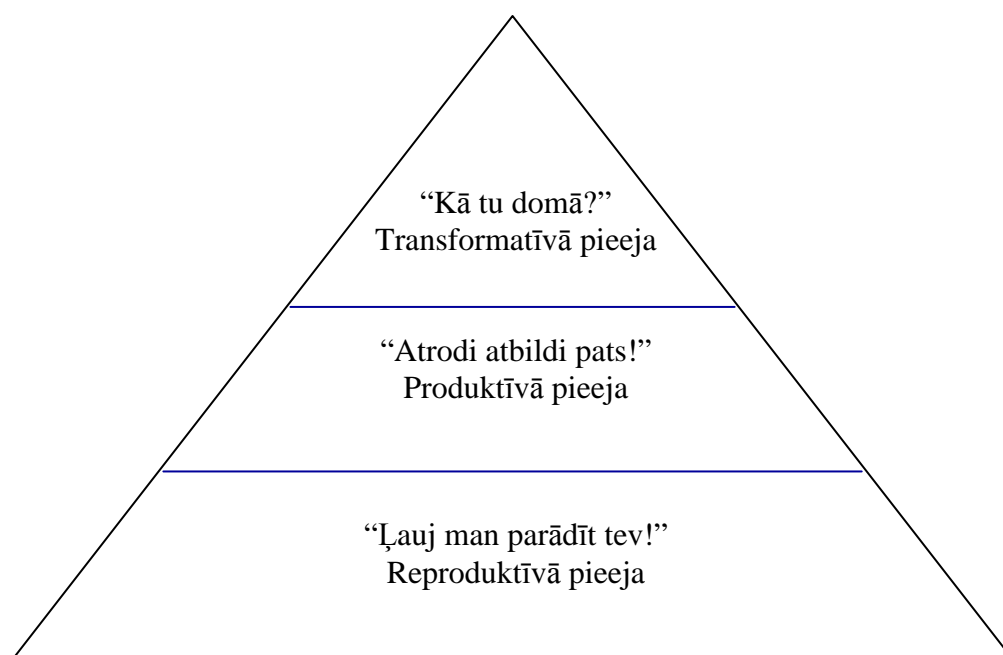 “Kā tu domā?”
Transformatīvā pieeja
“Atrodi atbildi pats!”
Produktīvā pieeja
“Ļauj man parādīt tev!”
Reproduktīvā pieeja